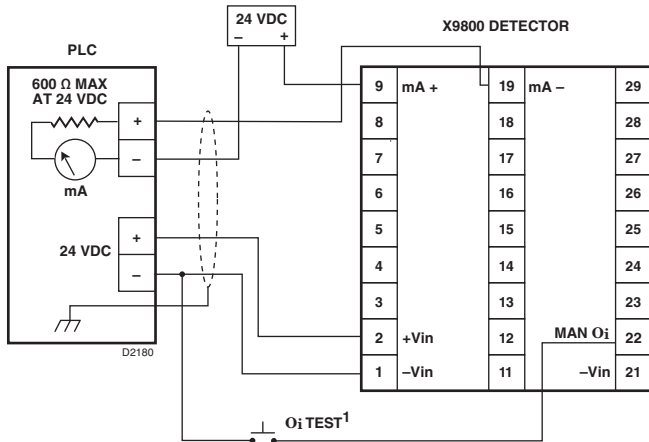 24 VDC
– +
X9800 DETECTOR
PLC
600 Ω MAX
AT 24 VDC
+
–
mA
24 VDC
+
–
D2180
9 mA + 19 mA – 29
8 18 28
7 17 27
6 16 26
5 15 25
4 14 24
3 13 23
2 +Vin 12 MAN Oi 22
1 –Vin 11 –Vin 21
Oi TEST¹